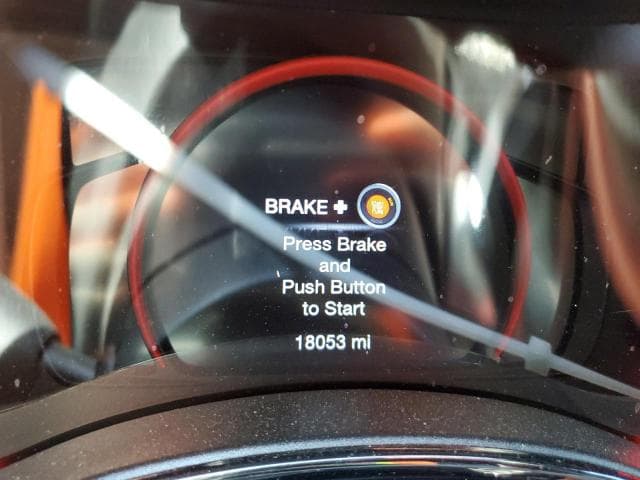 BRAKE +
Press Brake
and
Push Button
to Start
18053 mi